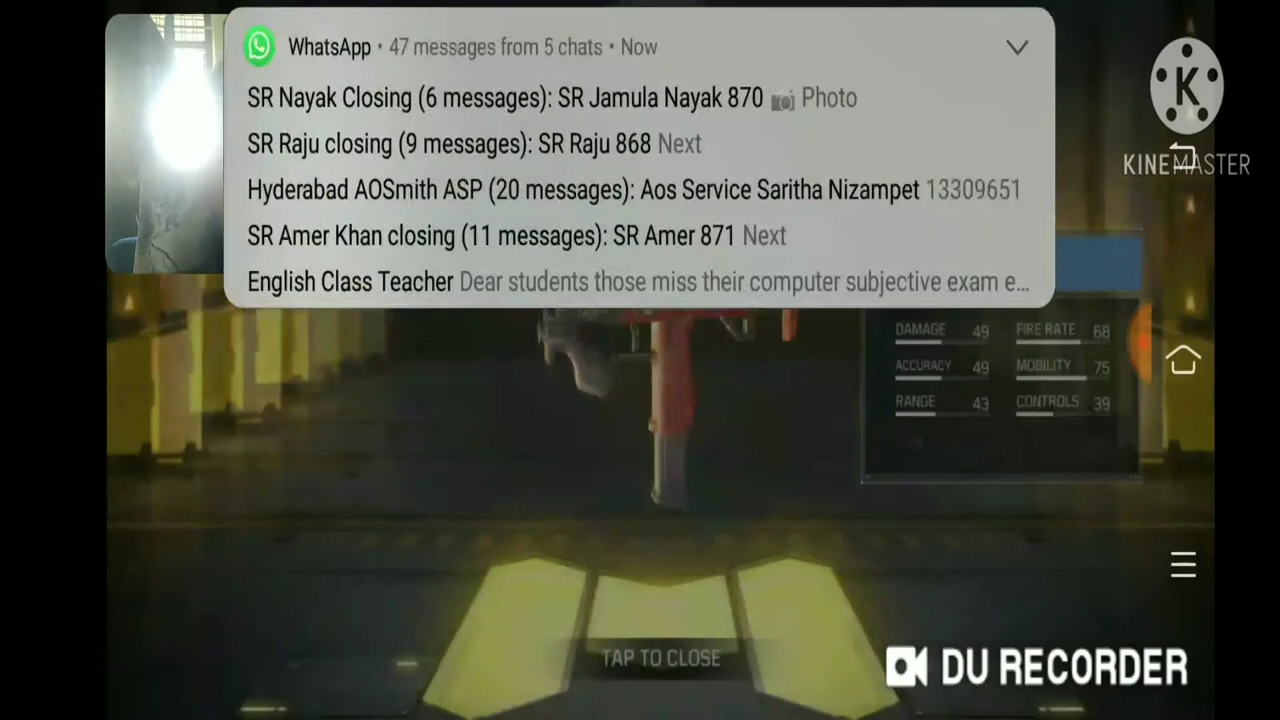 WhatsApp • 47 messages from 5 chats • Now
SR Nayak Closing (6 messages): SR Jamula Nayak 870 Photo
SR Raju closing (9 messages): SR Raju 868 Next
Hyderabad AOSmith ASP (20 messages): Aos Service Saritha Nizampet 13309651
SR Amer Khan closing (11 messages): SR Amer 871 Next
English Class Teacher Dear students those miss their computer subjective exam e...
K
KINEMASTER
DAMAGE 49 FIRE RATE 68
ACCURACY 49 MOBILITY 75
RANGE 43 CONTROLS 39
TAP TO CLOSE
DU RECORDER